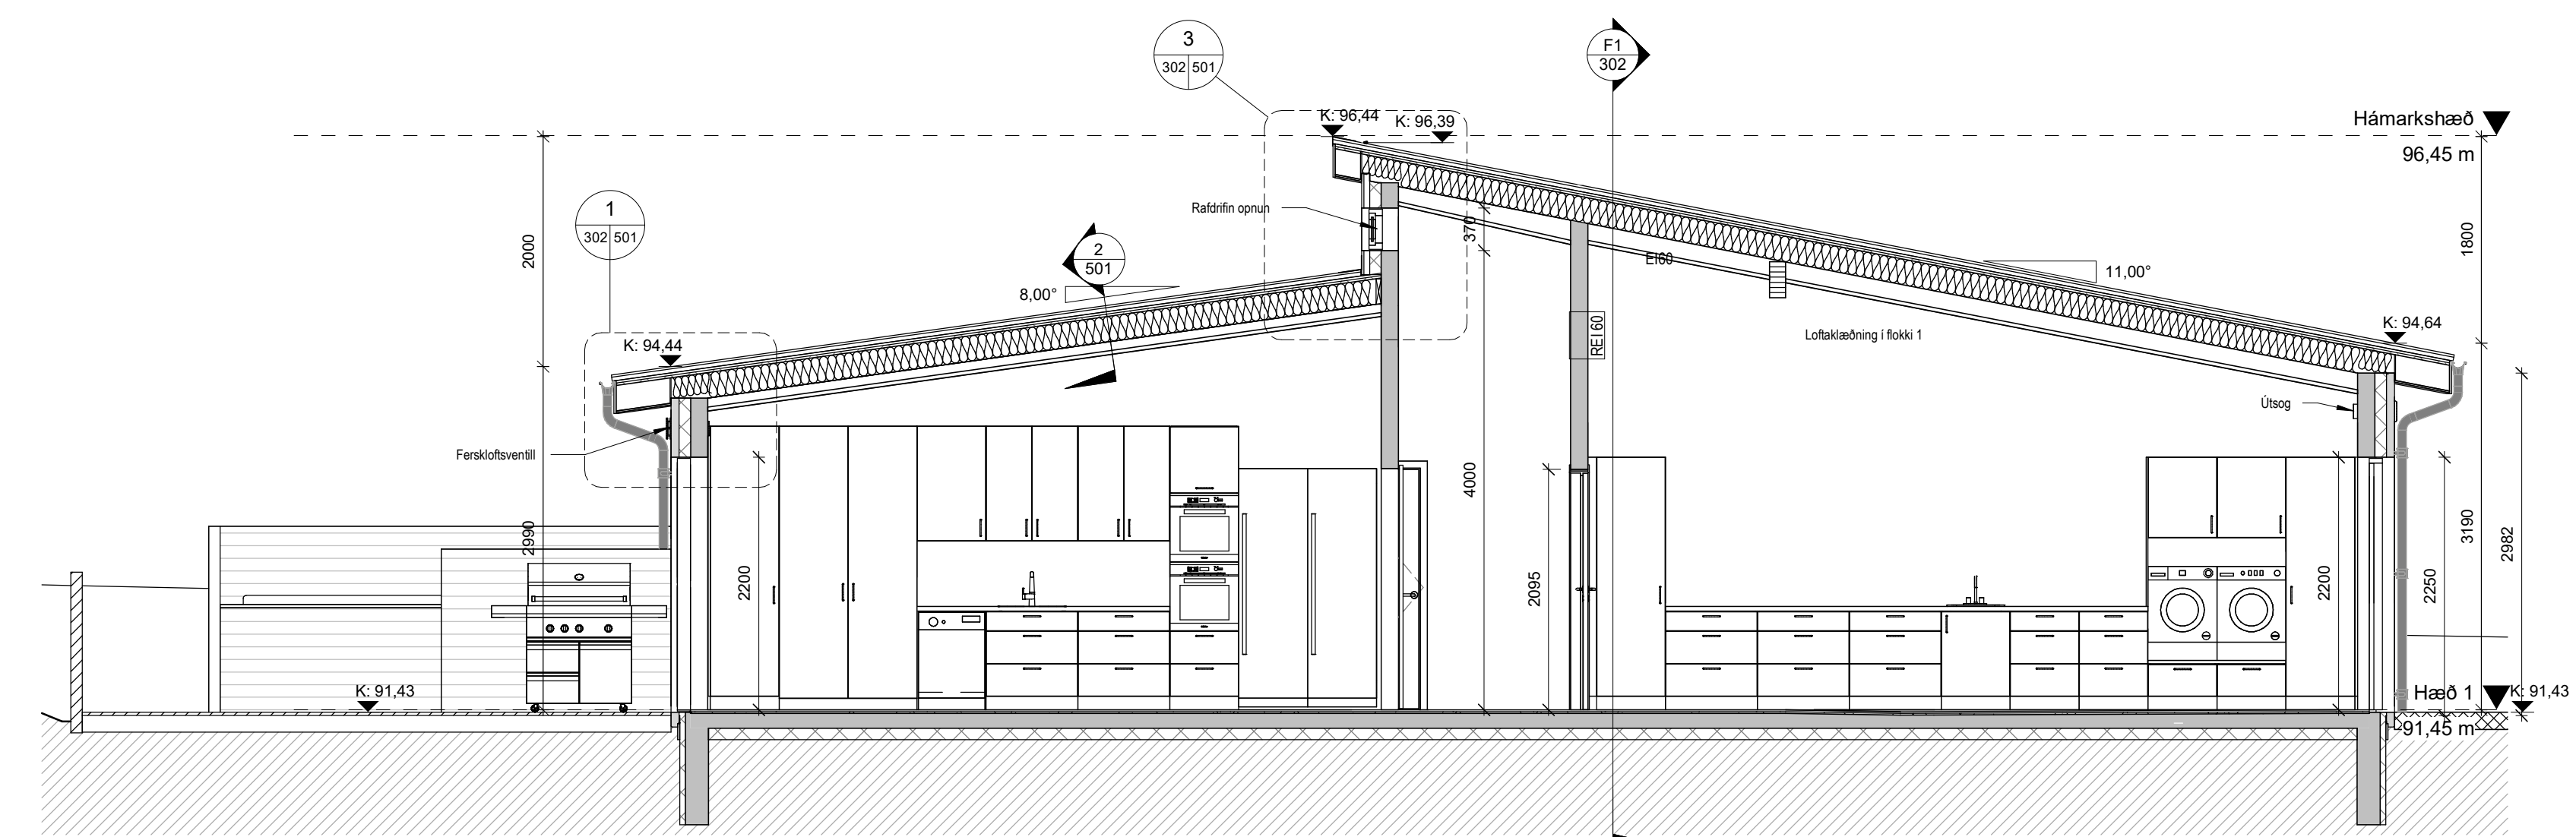 3
302 501
F1
302
K: 96,44
K: 96,39
Hámarkshæð
96,45 m
1
302 501
2000
Rafdrifin opnun
370
2
501
EI60
1800
8,00°
11,00°
REI 60
K: 94,44
Loftaklæðning í flokki 1
K: 94,64
Útsog
Ferskloftsventill
2990
2200
4000
2095
2200
2250
3190
2982
K: 91,43
Hæð 1
K: 91,43
91,45 m